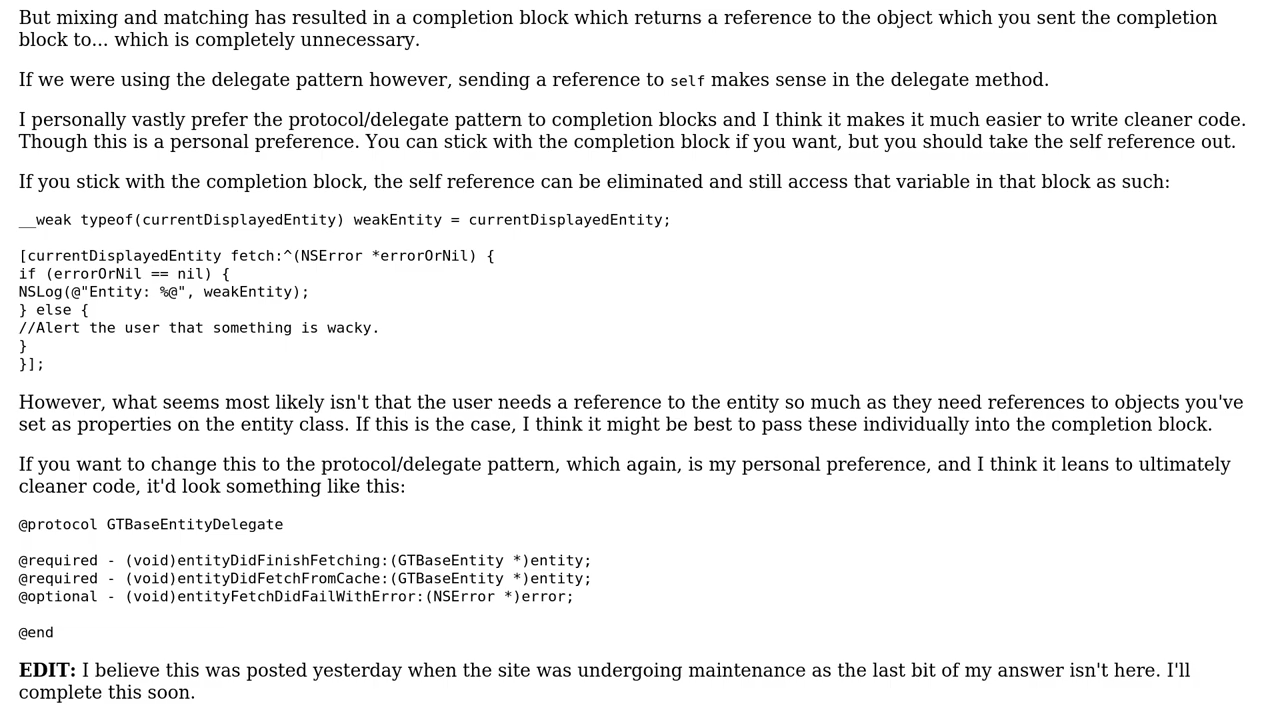 But mixing and matching has resulted in a completion block which returns a reference to the object which you sent the completion
block to... which is completely unnecessary.
If we were using the delegate pattern however, sending a reference to self makes sense in the delegate method.
I personally vastly prefer the protocol/delegate pattern to completion blocks and I think it makes it much easier to write cleaner code.
Though this is a personal preference. You can stick with the completion block if you want, but you should take the self reference out.
If you stick with the completion block, the self reference can be eliminated and still access that variable in that block as such:
__weak typeof(currentDisplayedEntity) weakEntity = currentDisplayedEntity;
[currentDisplayedEntity fetch:^(NSError *errorOrNil) {
if (errorOrNil == nil) {
NSLog(@"Entity: %@", weakEntity);
} else {
//Alert the user that something is wacky.
}
}];
However, what seems most likely isn't that the user needs a reference to the entity so much as they need references to objects you've
set as properties on the entity class. If this is the case, I think it might be best to pass these individually into the completion block.
If you want to change this to the protocol/delegate pattern, which again, is my personal preference, and I think it leans to ultimately
cleaner code, it'd look something like this:
@protocol GTBaseEntityDelegate
@required - (void)entityDidFinishFetching:(GTBaseEntity *)entity;
@required - (void)entityDidFetchFromCache:(GTBaseEntity *)entity;
@optional - (void)entityFetchDidFailWithError:(NSError *)error;
@end
EDIT: I believe this was posted yesterday when the site was undergoing maintenance as the last bit of my answer isn't here. I'll
complete this soon.